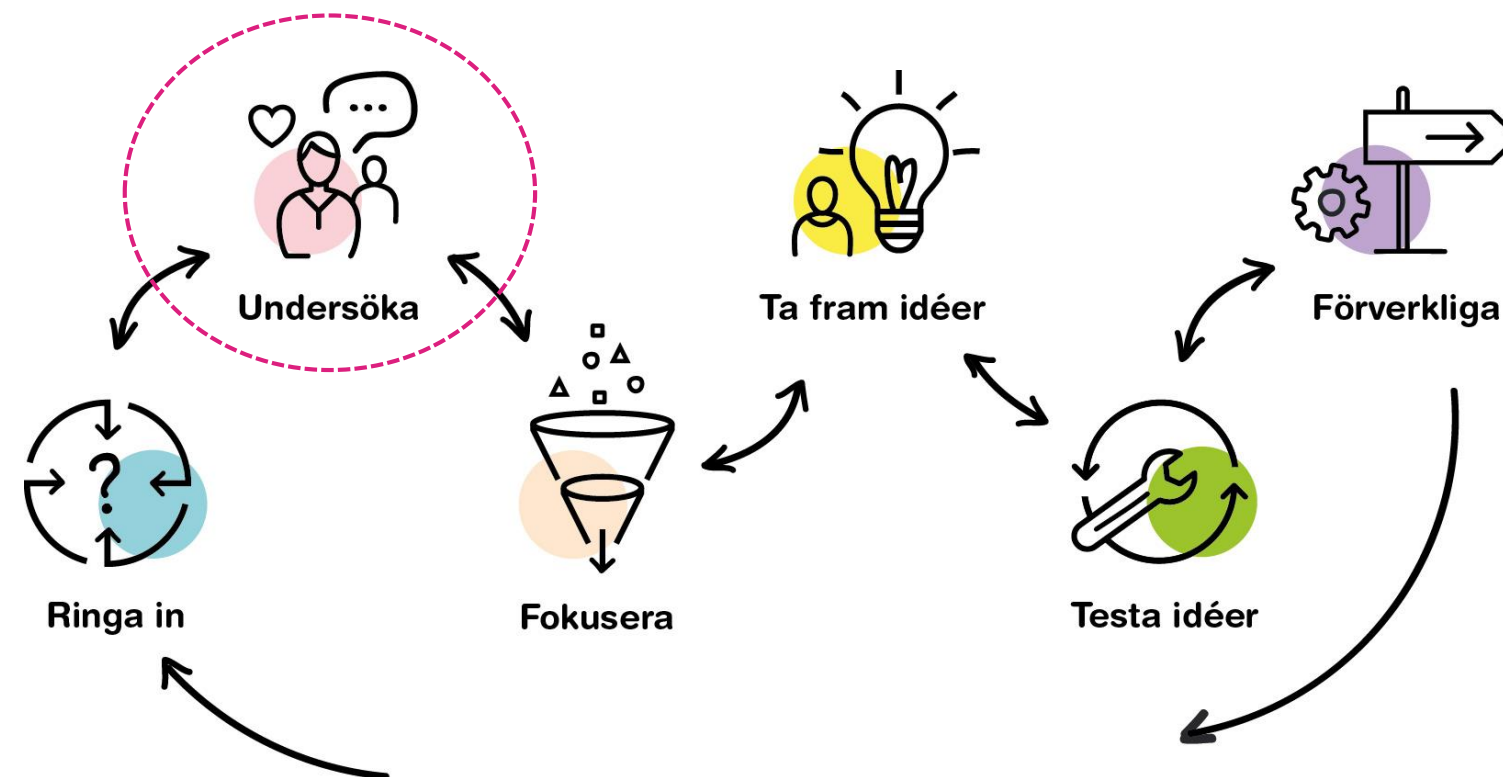 Undersöka
Ta fram idéer
Förverkliga
?
Ringa in
Fokusera
Testa idéer